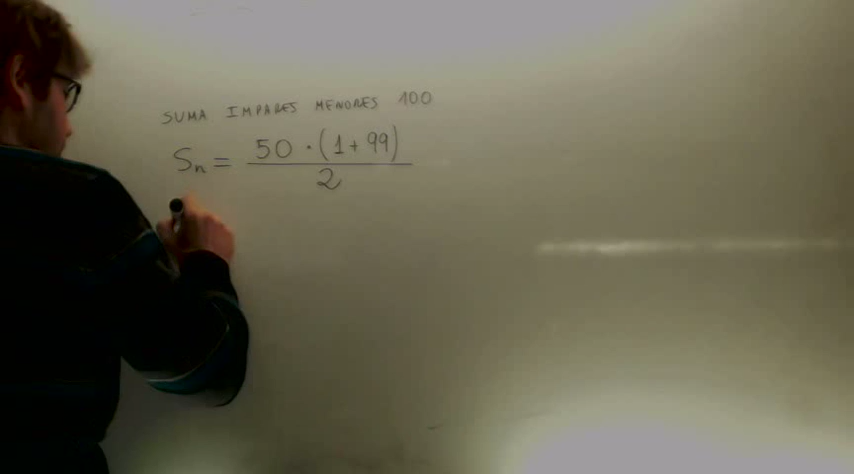 SUMA IMPARES MENORES 100
Sn = 50 · (1 + 99) / 2